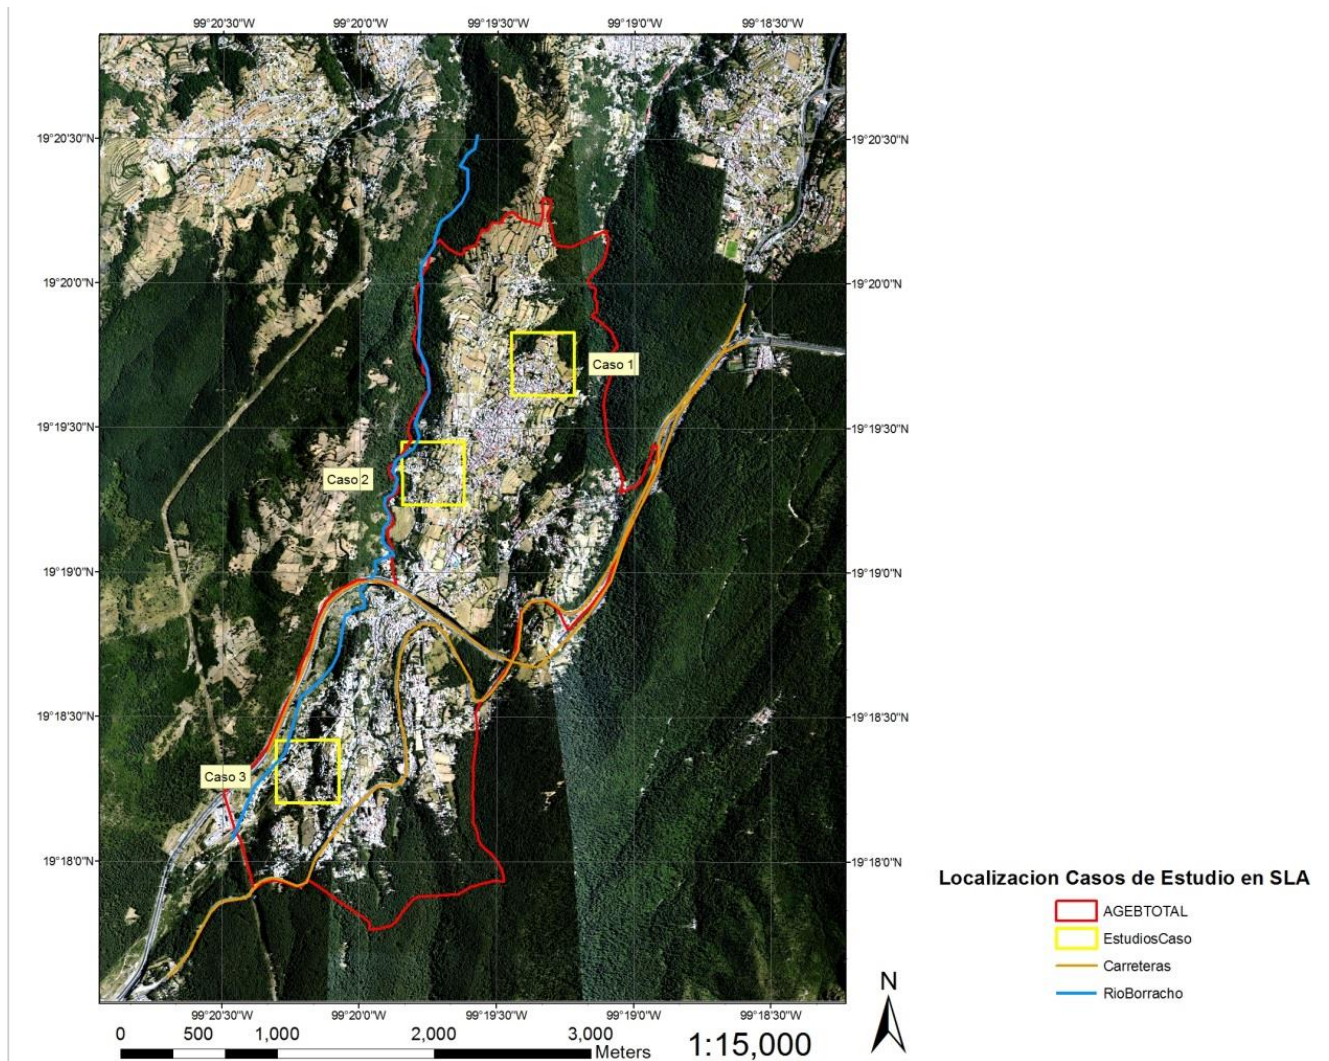 99°20'30"W 99°20'0"W 99°19'30"W 99°19'0"W 99°18'30"W
19°20'30"N 19°20'30"N
19°20'0"N 19°20'0"N
Caso 1
19°19'30"N 19°19'30"N
Caso 2
19°19'0"N 19°19'0"N
19°18'30"N 19°18'30"N
Caso 3
19°18'0"N 19°18'0"N
Localizacion Casos de Estudio en SLA
AGEBTOTAL
EstudiosCaso
Carreteras
RioBorracho
N
99°20'30"W 99°20'0"W 99°19'30"W 99°19'0"W 99°18'30"W
0 500 1,000 2,000 3,000
Meters
1:15,000